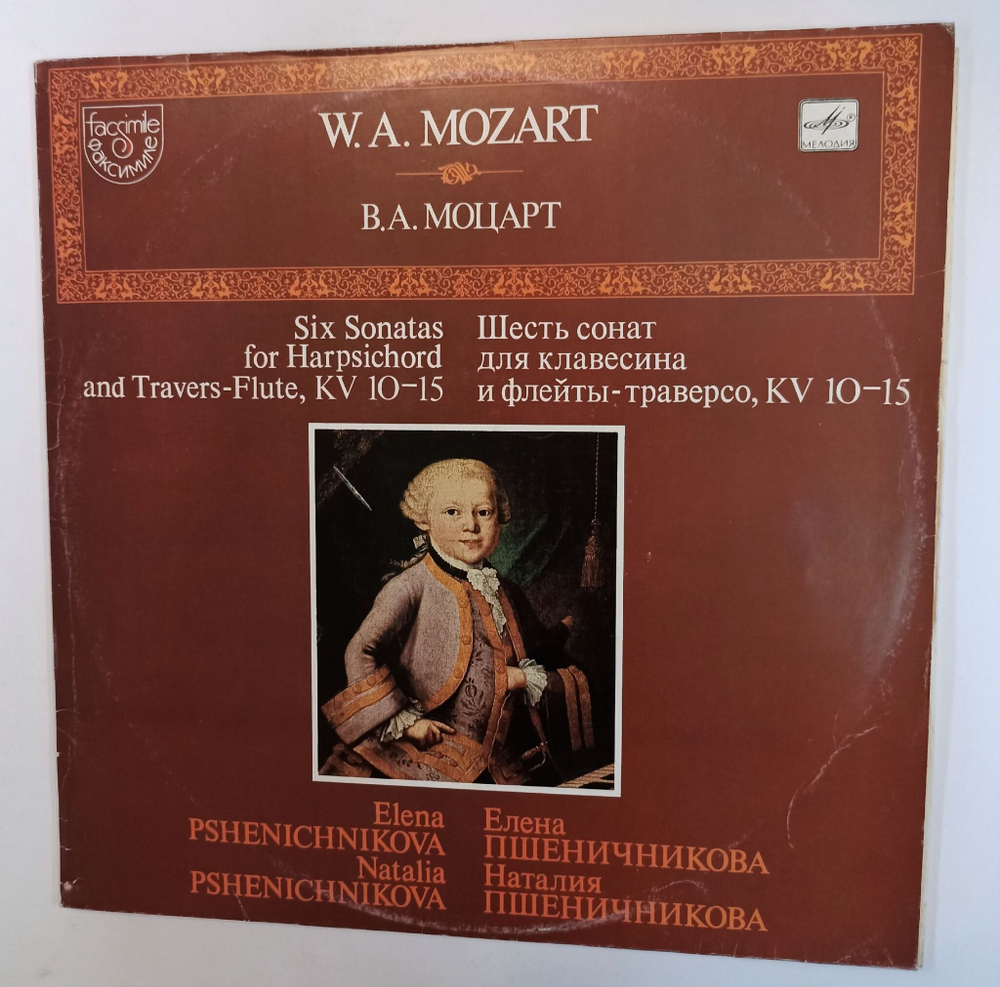 facsimile
факсимиле
W. A. MOZART
МЕЛОДИЯ
В.А. МОЦАРТ
Six Sonatas
for Harpsichord
and Travers-Flute, KV 10–15
Шесть сонат
для клавесина
и флейты-траверсо, KV 10–15
Elena
PSHENICHNIKOVA
Natalia
PSHENICHNIKOVA
Елена
ПШЕНИЧНИКОВА
Наталия
ПШЕНИЧНИКОВА